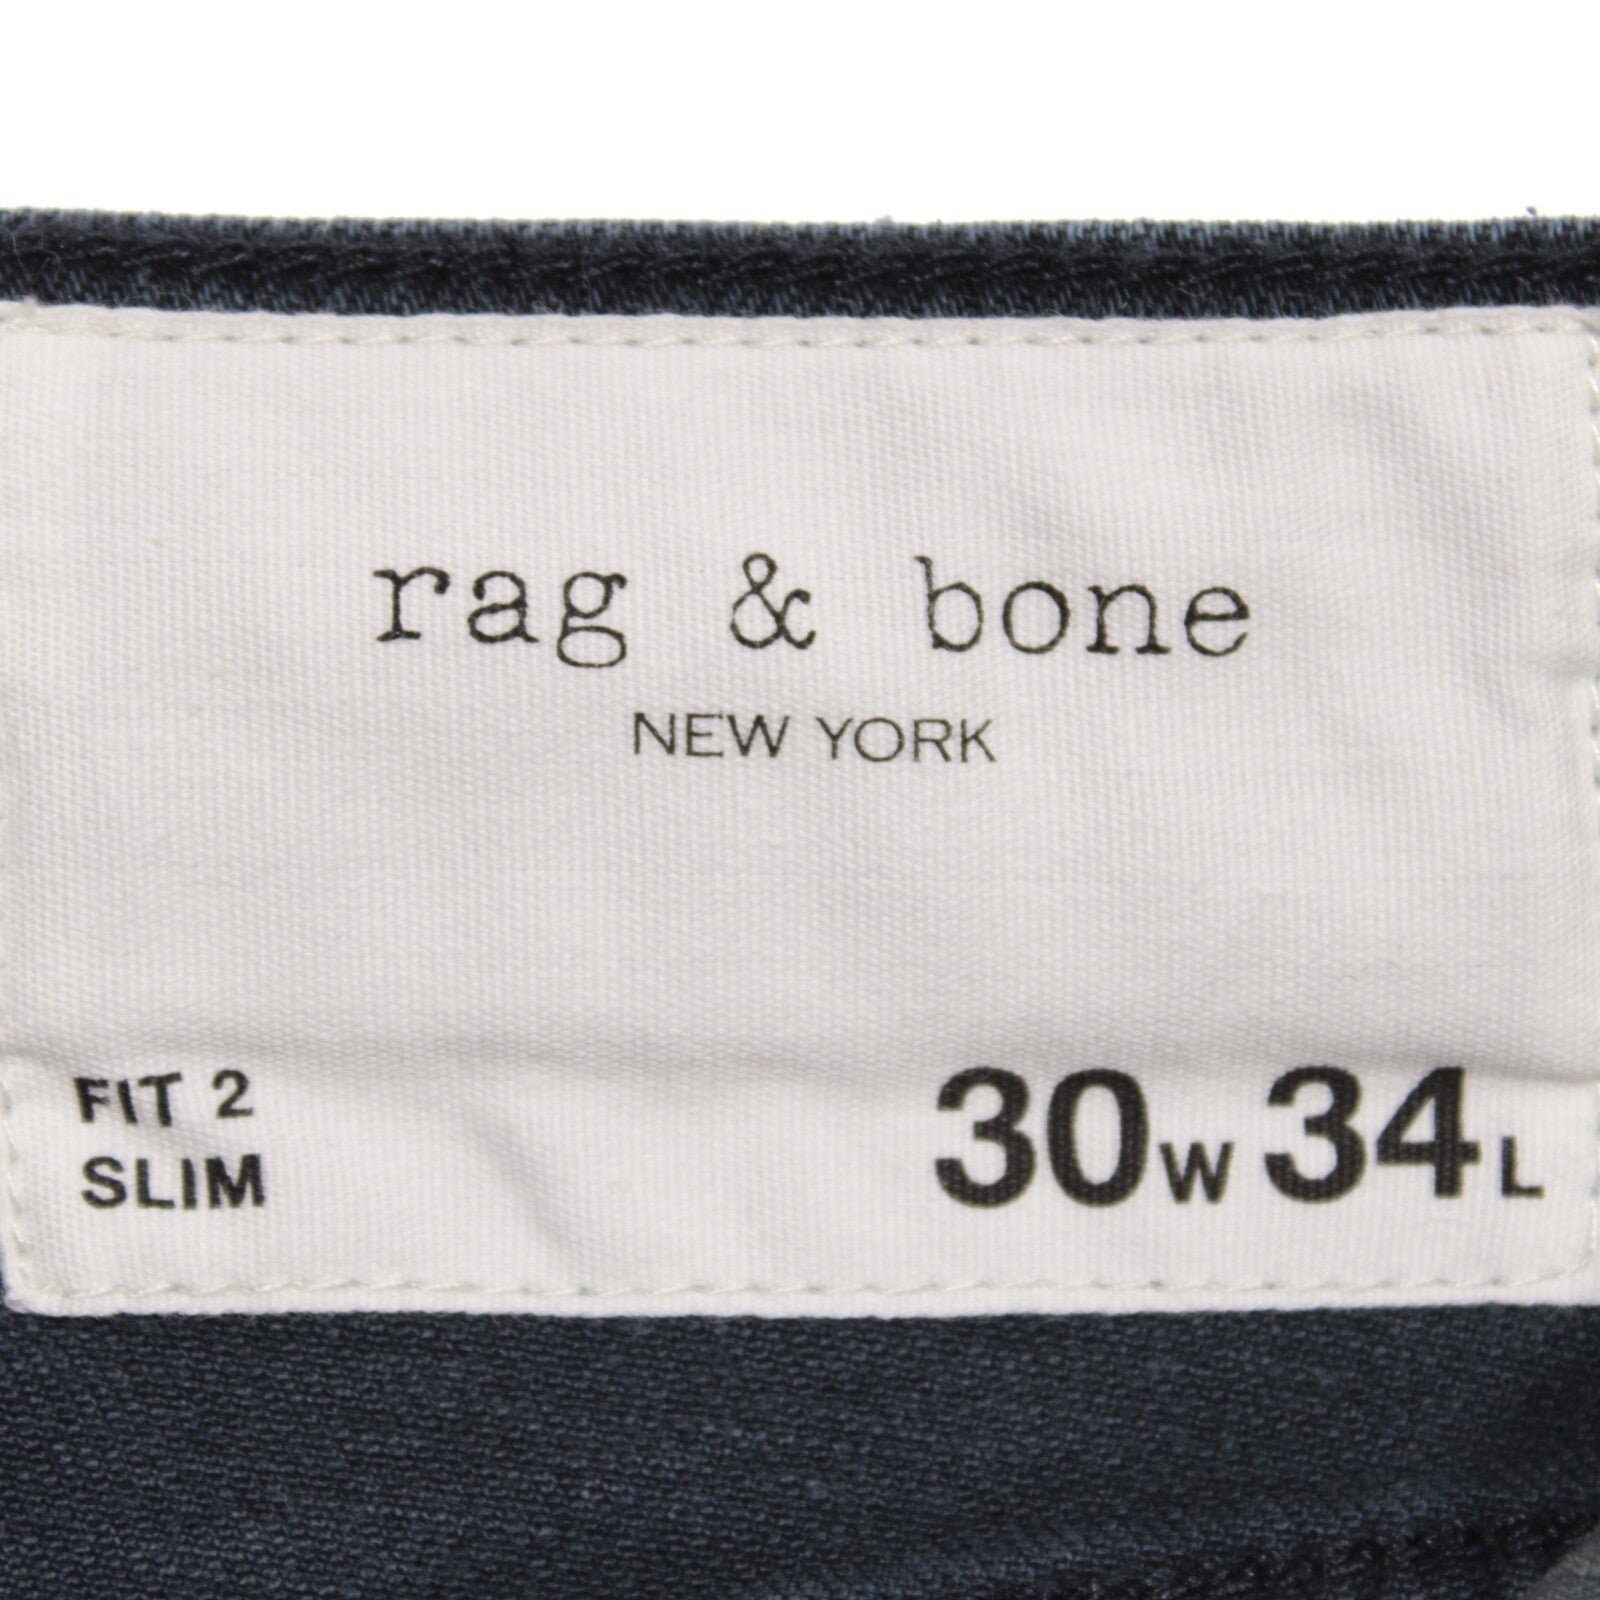 rag & bone
NEW YORK
FIT 2
SLIM
30W 34L